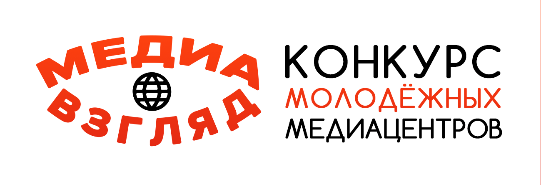 МЕДИА
ВЗГЛЯД
КОНКУРС
МОЛОДЁЖНЫХ
МЕДИАЦЕНТРОВ